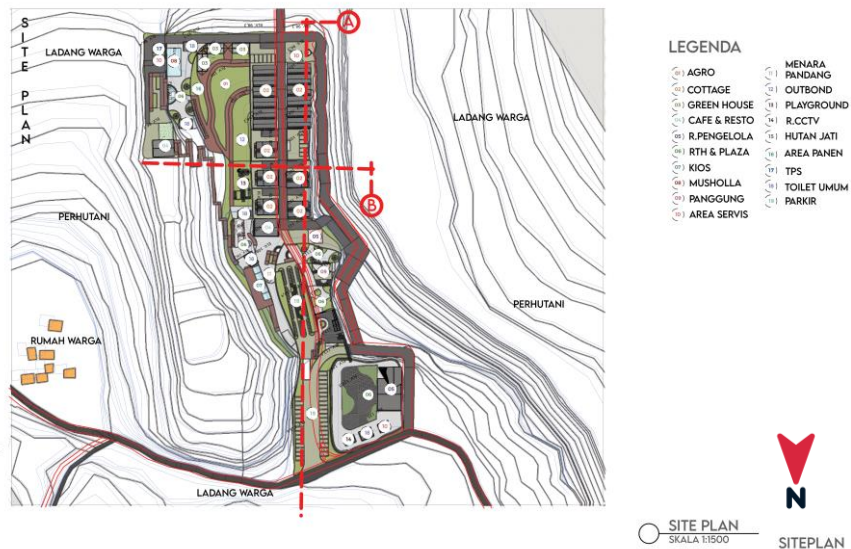 SITE PLAN
LADANG WARGA
LADANG WARGA
PERHUTANI
PERHUTANI
RUMAH WARGA
LADANG WARGA
A
B
LEGENDA
01 AGRO
02 COTTAGE
03 GREEN HOUSE
04 CAFE & RESTO
05 R.PENGELOLA
06 RTH & PLAZA
07 KIOS
08 MUSHOLLA
09 PANGGUNG
10 AREA SERVIS
11 MENARA
PANDANG
12 OUTBOND
13 PLAYGROUND
14 R.CCTV
15 HUTAN JATI
16 AREA PANEN
17 TPS
18 TOILET UMUM
19 PARKIR
N
SITE PLAN
SKALA 1:1500
SITEPLAN